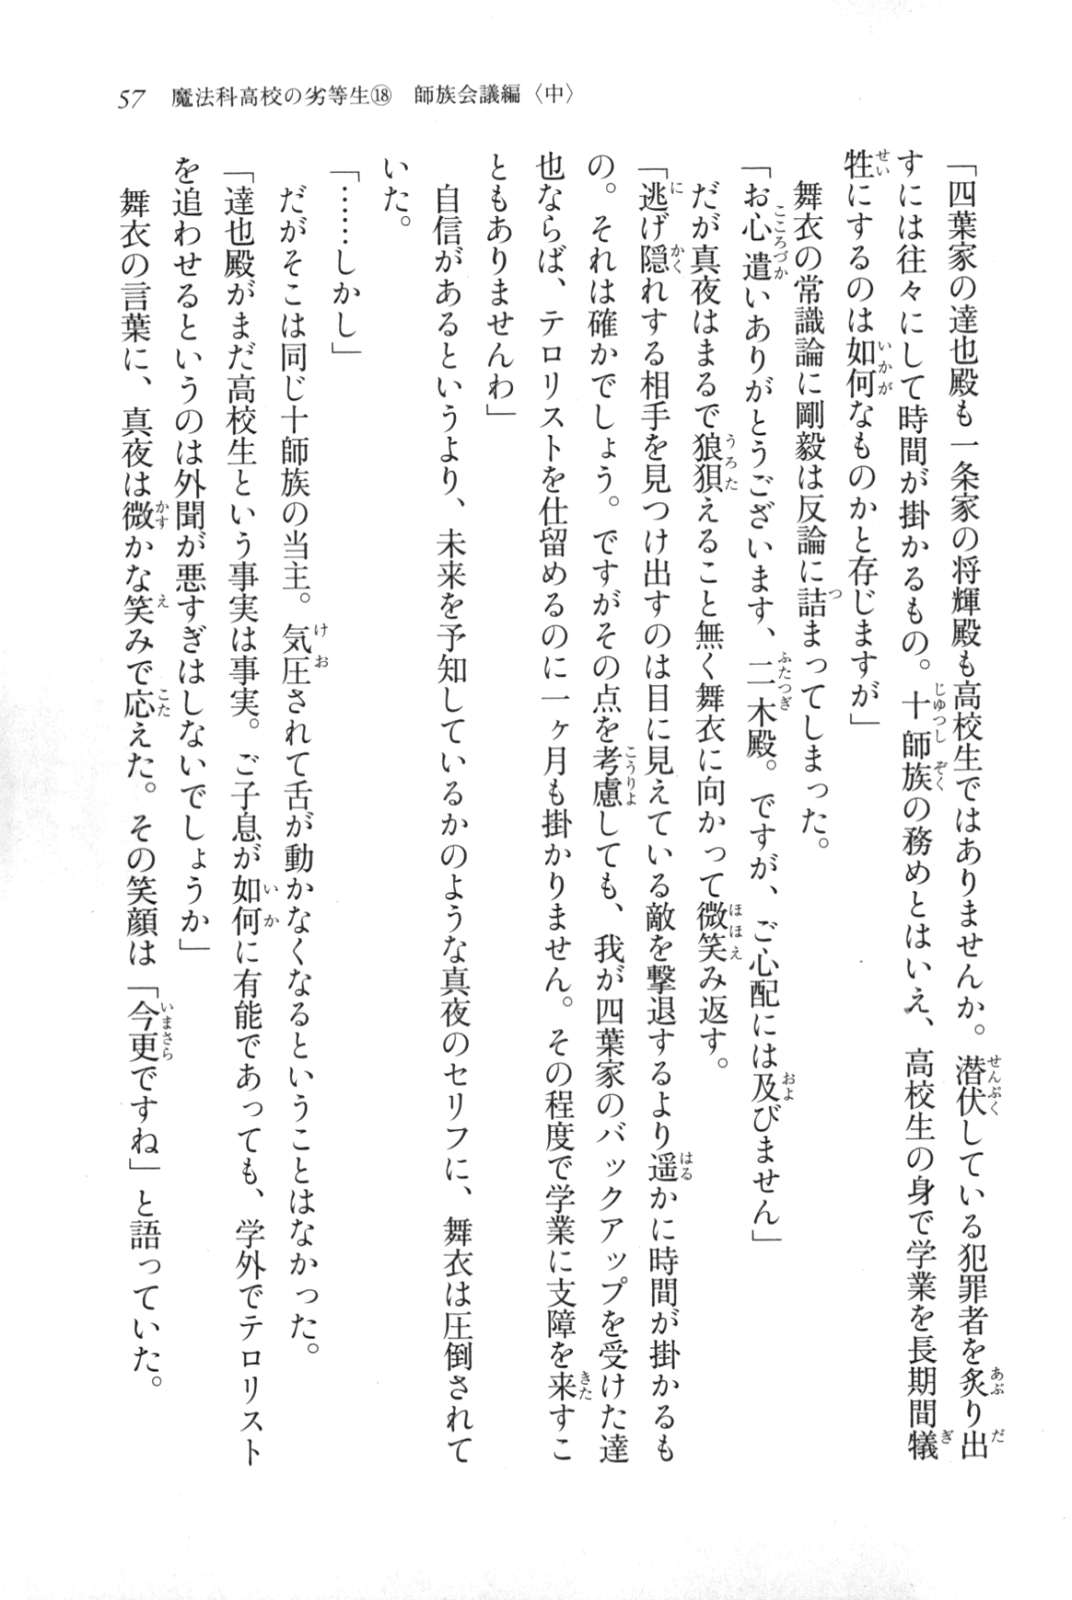 57　魔法科高校の劣等生⑱　師族会議編〈中〉
「四葉家の達也殿も一条家の将輝殿も高校生ではありませんか。潜伏している犯罪者を炙り出
すには往々にして時間が掛かるもの。十師族の務めとはいえ、高校生の身で学業を長期間犠
牲にするのは如何なものかと存じますが」
　舞衣の常識論に剛毅は反論に詰まってしまった。
「お心遣いありがとうございます、二木殿。ですが、ご心配には及びません」
　だが真夜はまるで狼狽えること無く舞衣に向かって微笑み返す。
「逃げ隠れする相手を見つけ出すのは目に見えている敵を撃退するより遥かに時間が掛かるも
の。それは確かでしょう。ですがその点を考慮しても、我が四葉家のバックアップを受けた達
也ならば、テロリストを仕留めるのに一ヶ月も掛かりません。その程度で学業に支障を来すこ
ともありませんわ」
　自信があるというより、未来を予知しているかのような真夜のセリフに、舞衣は圧倒されて
いた。
「……しかし」
　だがそこは同じ十師族の当主。気圧されて舌が動かなくなるということはなかった。
「達也殿がまだ高校生という事実は事実。ご子息が如何に有能であっても、学外でテロリスト
を追わせるというのは外聞が悪すぎはしないでしょうか」
　舞衣の言葉に、真夜は微かな笑みで応えた。その笑顔は「今更ですね」と語っていた。